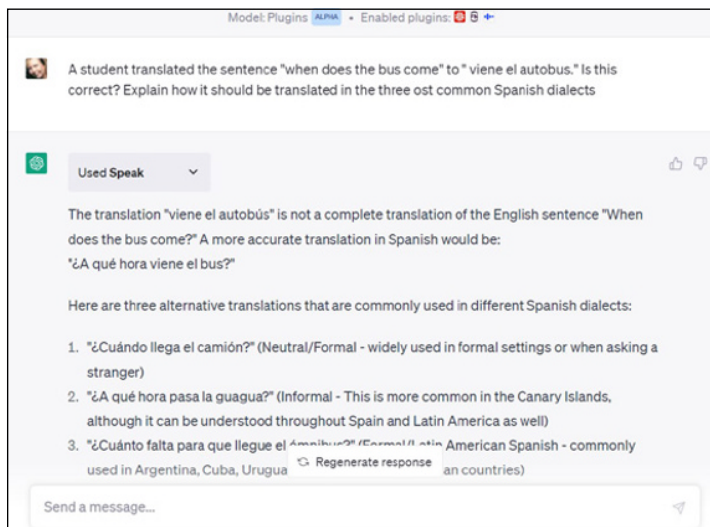 Model: Plugins ALPHA • Enabled plugins:
A student translated the sentence "when does the bus come" to " viene el autobus." Is this
correct? Explain how it should be translated in the three ost common Spanish dialects
Used Speak
The translation "viene el autobús" is not a complete translation of the English sentence "When
does the bus come?" A more accurate translation in Spanish would be:
"¿A qué hora viene el bus?"
Here are three alternative translations that are commonly used in different Spanish dialects:
1. "¿Cuándo llega el camión?" (Neutral/Formal - widely used in formal settings or when asking a
stranger)
2. "¿A qué hora pasa la guagua?" (Informal - This is more common in the Canary Islands,
although it can be understood throughout Spain and Latin America as well)
3. "¿Cuánto falta para que llegue el ómnibus?" (Formal/Latin American Spanish - commonly
used in Argentina, Cuba, Urugua an countries)
Regenerate response
Send a message...